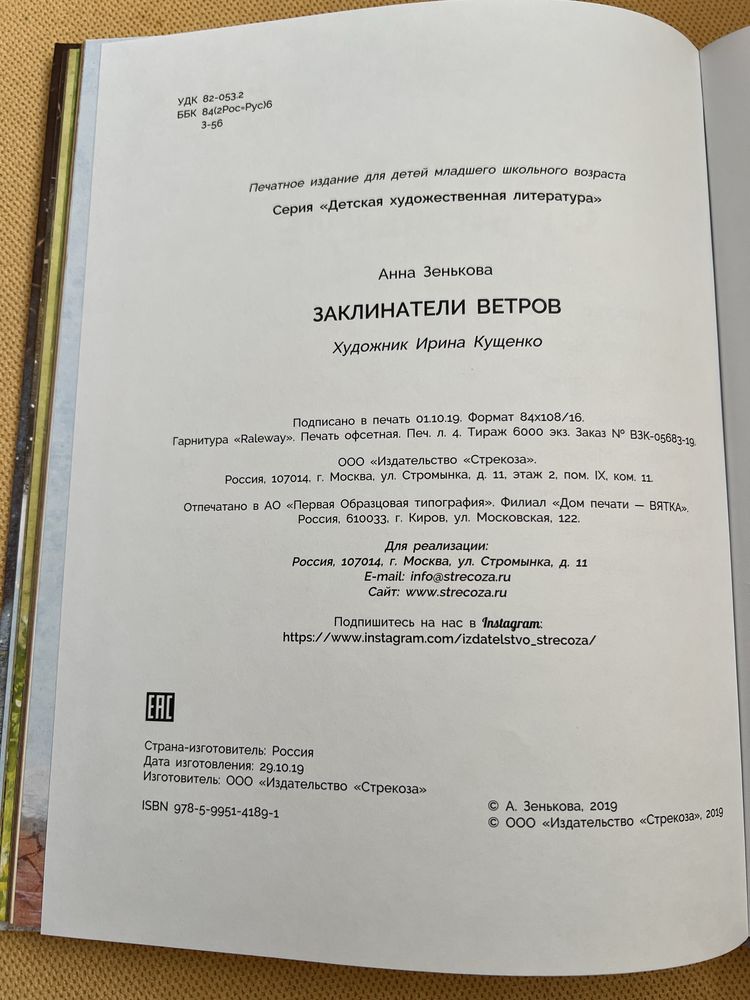 УДК 82-053.2
ББК 84(2Рос=Рус)6
З-56
Печатное издание для детей младшего школьного возраста
Серия «Детская художественная литература»
Анна Зенькова
ЗАКЛИНАТЕЛИ ВЕТРОВ
Художник Ирина Кущенко
Подписано в печать 01.10.19. Формат 84х108/16.
Гарнитура «Raleway». Печать офсетная. Печ. л. 4. Тираж 6000 экз. Заказ № ВЗК-05683-19.
ООО «Издательство «Стрекоза».
Россия, 107014, г. Москва, ул. Стромынка, д. 11, этаж 2, пом. IX, ком. 11.
Отпечатано в АО «Первая Образцовая типография». Филиал «Дом печати — ВЯТКА».
Россия, 610033, г. Киров, ул. Московская, 122.
Для реализации:
Россия, 107014, г. Москва, ул. Стромынка, д. 11
E-mail: info@strecoza.ru
Сайт: www.strecoza.ru
Подпишитесь на нас в Instagram:
https://www.instagram.com/izdatelstvo_strecoza/
EAC
Страна-изготовитель: Россия
Дата изготовления: 29.10.19
Изготовитель: ООО «Издательство «Стрекоза»
ISBN 978-5-9951-4189-1
© А. Зенькова, 2019
© ООО «Издательство «Стрекоза», 2019